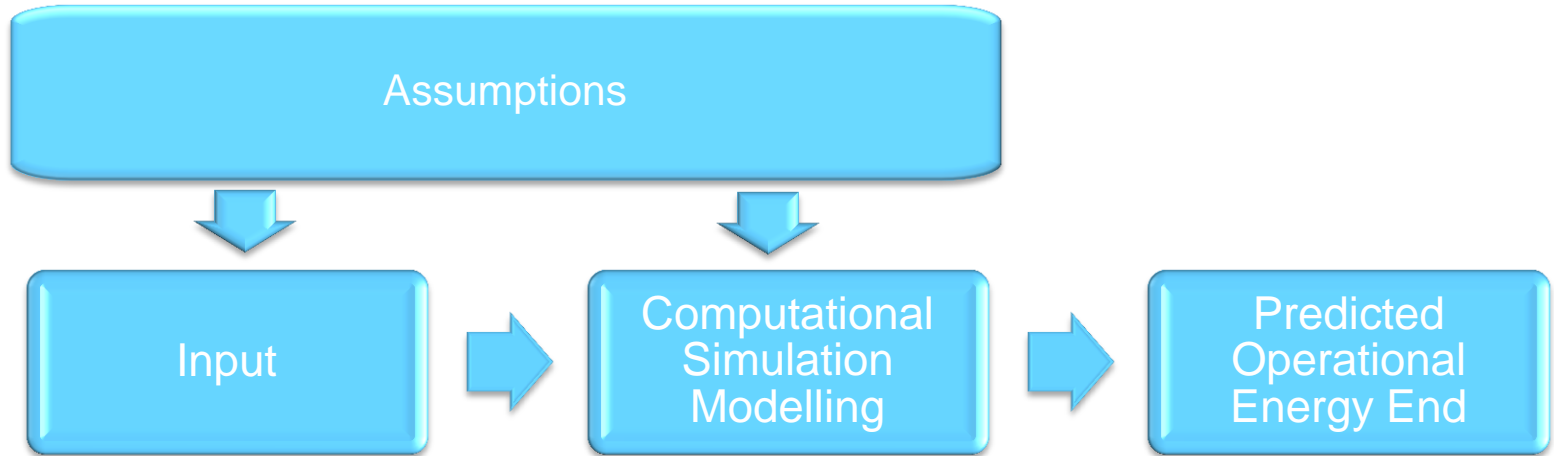 Assumptions
Input
Computational
Simulation
Modelling
Predicted
Operational
Energy End